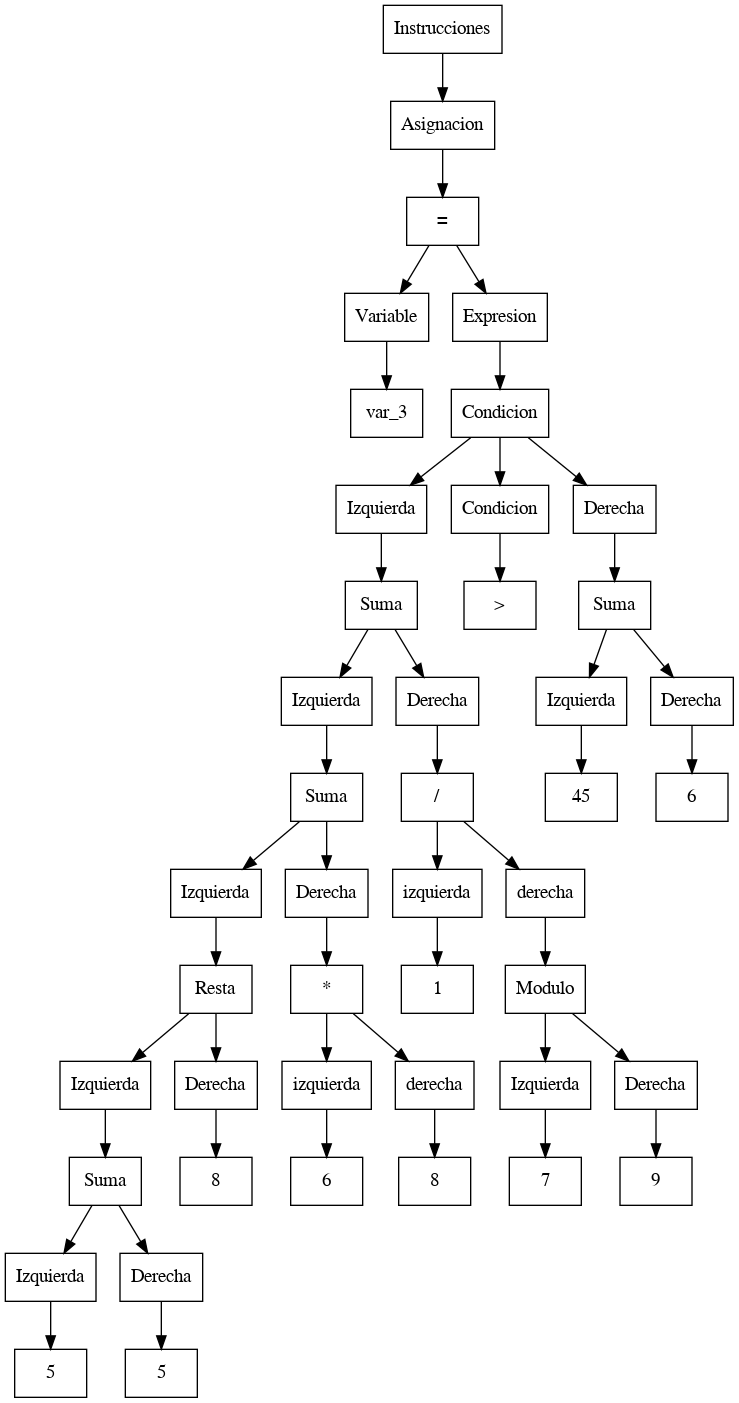 Instrucciones
Asignacion
=
Variable Expresion
var_3 Condicion
Izquierda Condicion Derecha
Suma > Suma
Izquierda Derecha Izquierda Derecha
Suma / 45 6
Izquierda Derecha izquierda derecha
Resta * 1 Modulo
Izquierda Derecha izquierda derecha Izquierda Derecha
Suma 8 6 8 7 9
Izquierda Derecha
5 5